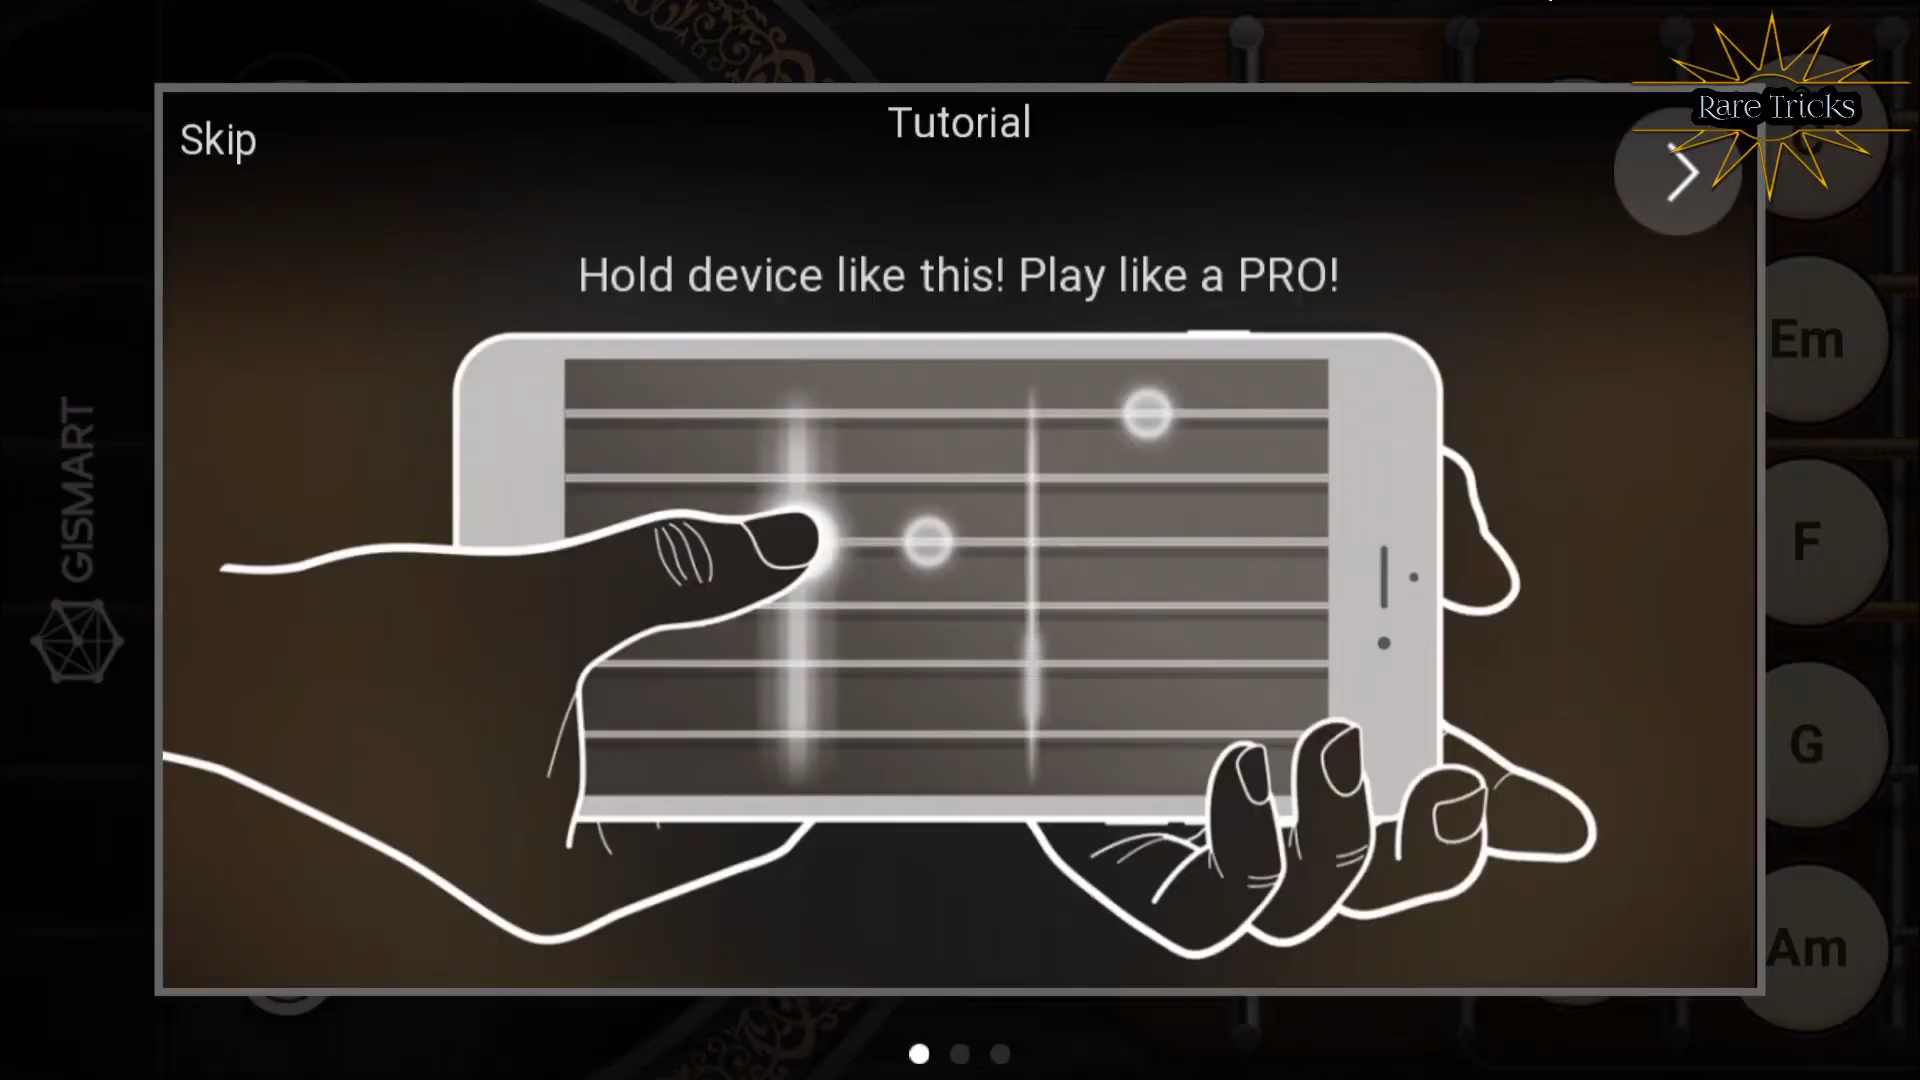 Rare Tricks
Tutorial
Skip
Hold device like this! Play like a PRO!
Em
F
G
Am
GISMART